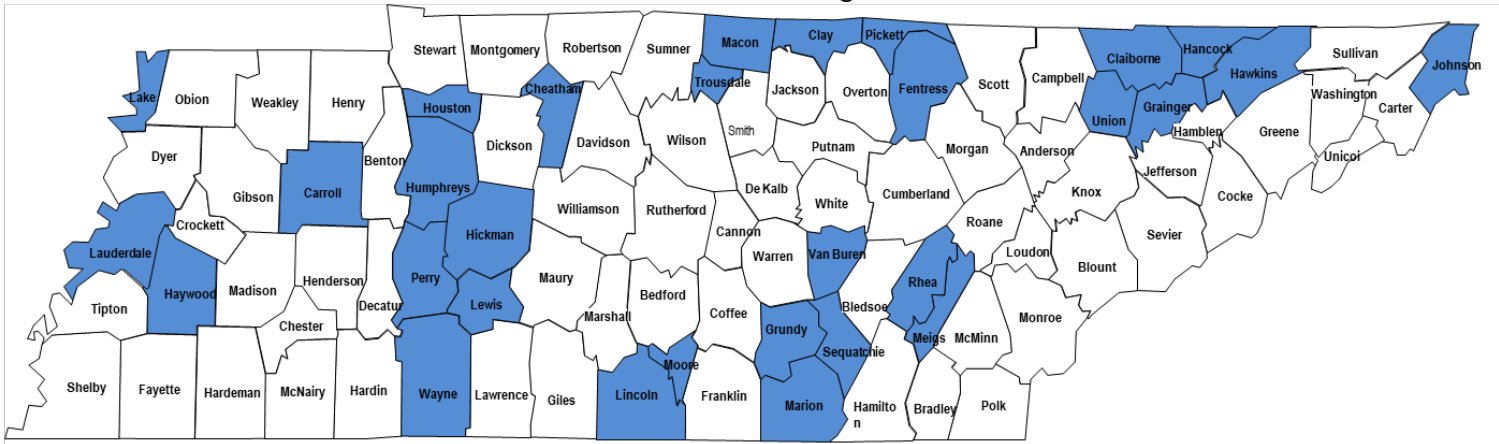 Stewart
Montgomery
Robertson
Sumner
Macon
Clay
Pickett
Scott
Campbell
Claiborne
Hancock
Hawkins
Sullivan
Johnson
Lake
Obion
Weakley
Henry
Houston
Cheatham
Trousdale
Jackson
Overton
Fentress
Union
Grainger
Hamblen
Washington
Carter
Greene
Unicoi
Dyer
Gibson
Carroll
Benton
Humphreys
Dickson
Davidson
Wilson
Smith
Putnam
Morgan
Anderson
Knox
Jefferson
Cocke
Sevier
Lauderdale
Crockett
Haywood
Madison
Henderson
Decatur
Perry
Hickman
Lewis
Williamson
Rutherford
Cannon
De Kalb
White
Cumberland
Roane
Loudon
Blount
Tipton
Chester
Maury
Marshall
Bedford
Coffee
Warren
Van Buren
Bledsoe
Rhea
Meigs
McMinn
Monroe
Shelby
Fayette
Hardeman
McNairy
Hardin
Wayne
Lawrence
Giles
Lincoln
Moore
Franklin
Grundy
Sequatchie
Marion
Hamilto
n
Bradley
Polk